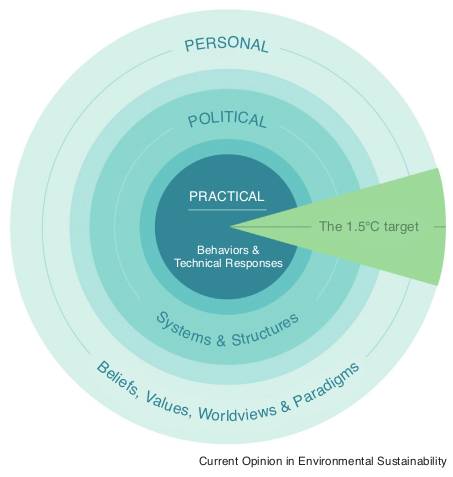 PERSONAL
POLITICAL
PRACTICAL
The 1.5°C target
Behaviors &
Technical Responses
Systems & Structures
Beliefs, Values, Worldviews & Paradigms
Current Opinion in Environmental Sustainability